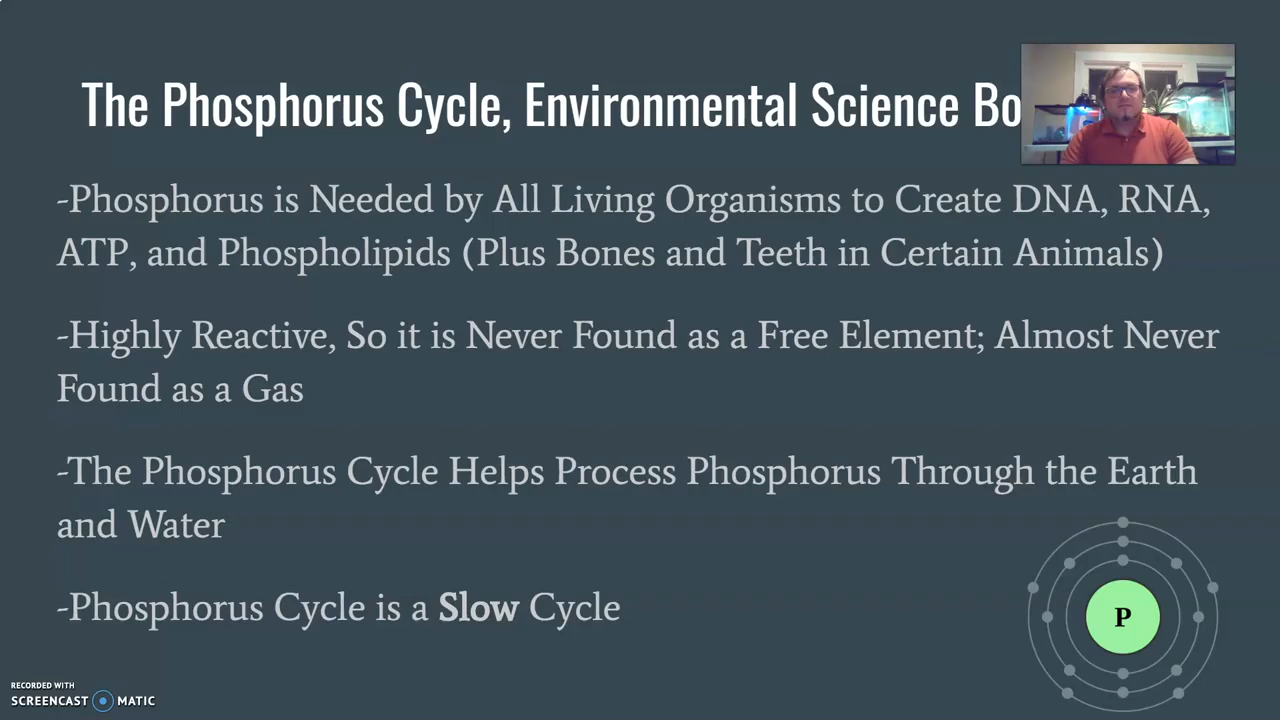 The Phosphorus Cycle, Environmental Science Bo
-Phosphorus is Needed by All Living Organisms to Create DNA, RNA,
ATP, and Phospholipids (Plus Bones and Teeth in Certain Animals)
-Highly Reactive, So it is Never Found as a Free Element; Almost Never
Found as a Gas
-The Phosphorus Cycle Helps Process Phosphorus Through the Earth
and Water
-Phosphorus Cycle is a Slow Cycle
P
RECORDED WITH
SCREENCAST MATIC